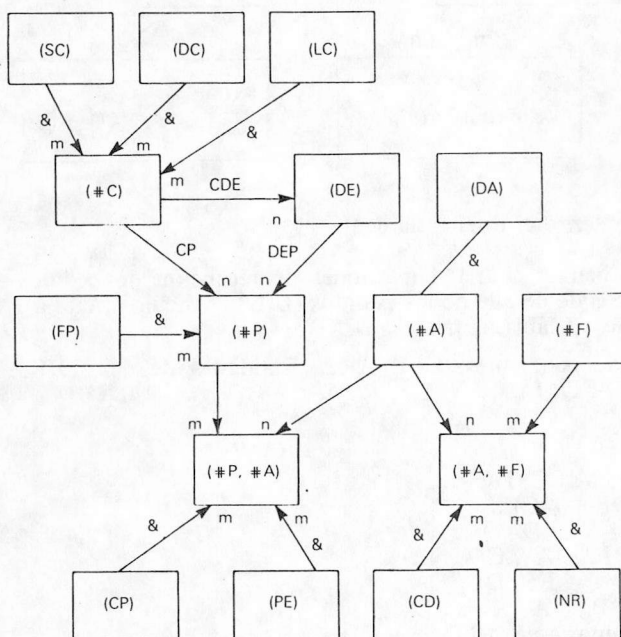 (SC) (DC) (LC)
& & &
m m m
(#C) CDE (DE) (DA)
n
CP DEP &
n n
(FP) & (#P) (#A) (#F)
m
m n n m
(#P, #A) (#A, #F)
m m m m
& & & &
(CP) (PE) (CD) (NR)